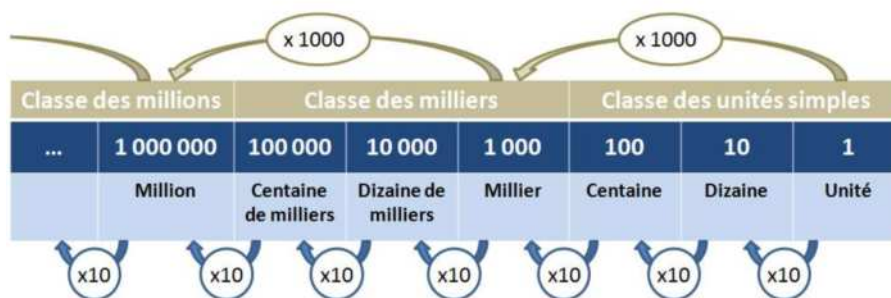 x 1000 x 1000
Classe des millions Classe des milliers Classe des unités simples
... 1 000 000 100 000 10 000 1 000 100 10 1
Million Centaine de milliers Dizaine de milliers Millier Centaine Dizaine Unité
x10 x10 x10 x10 x10 x10 x10